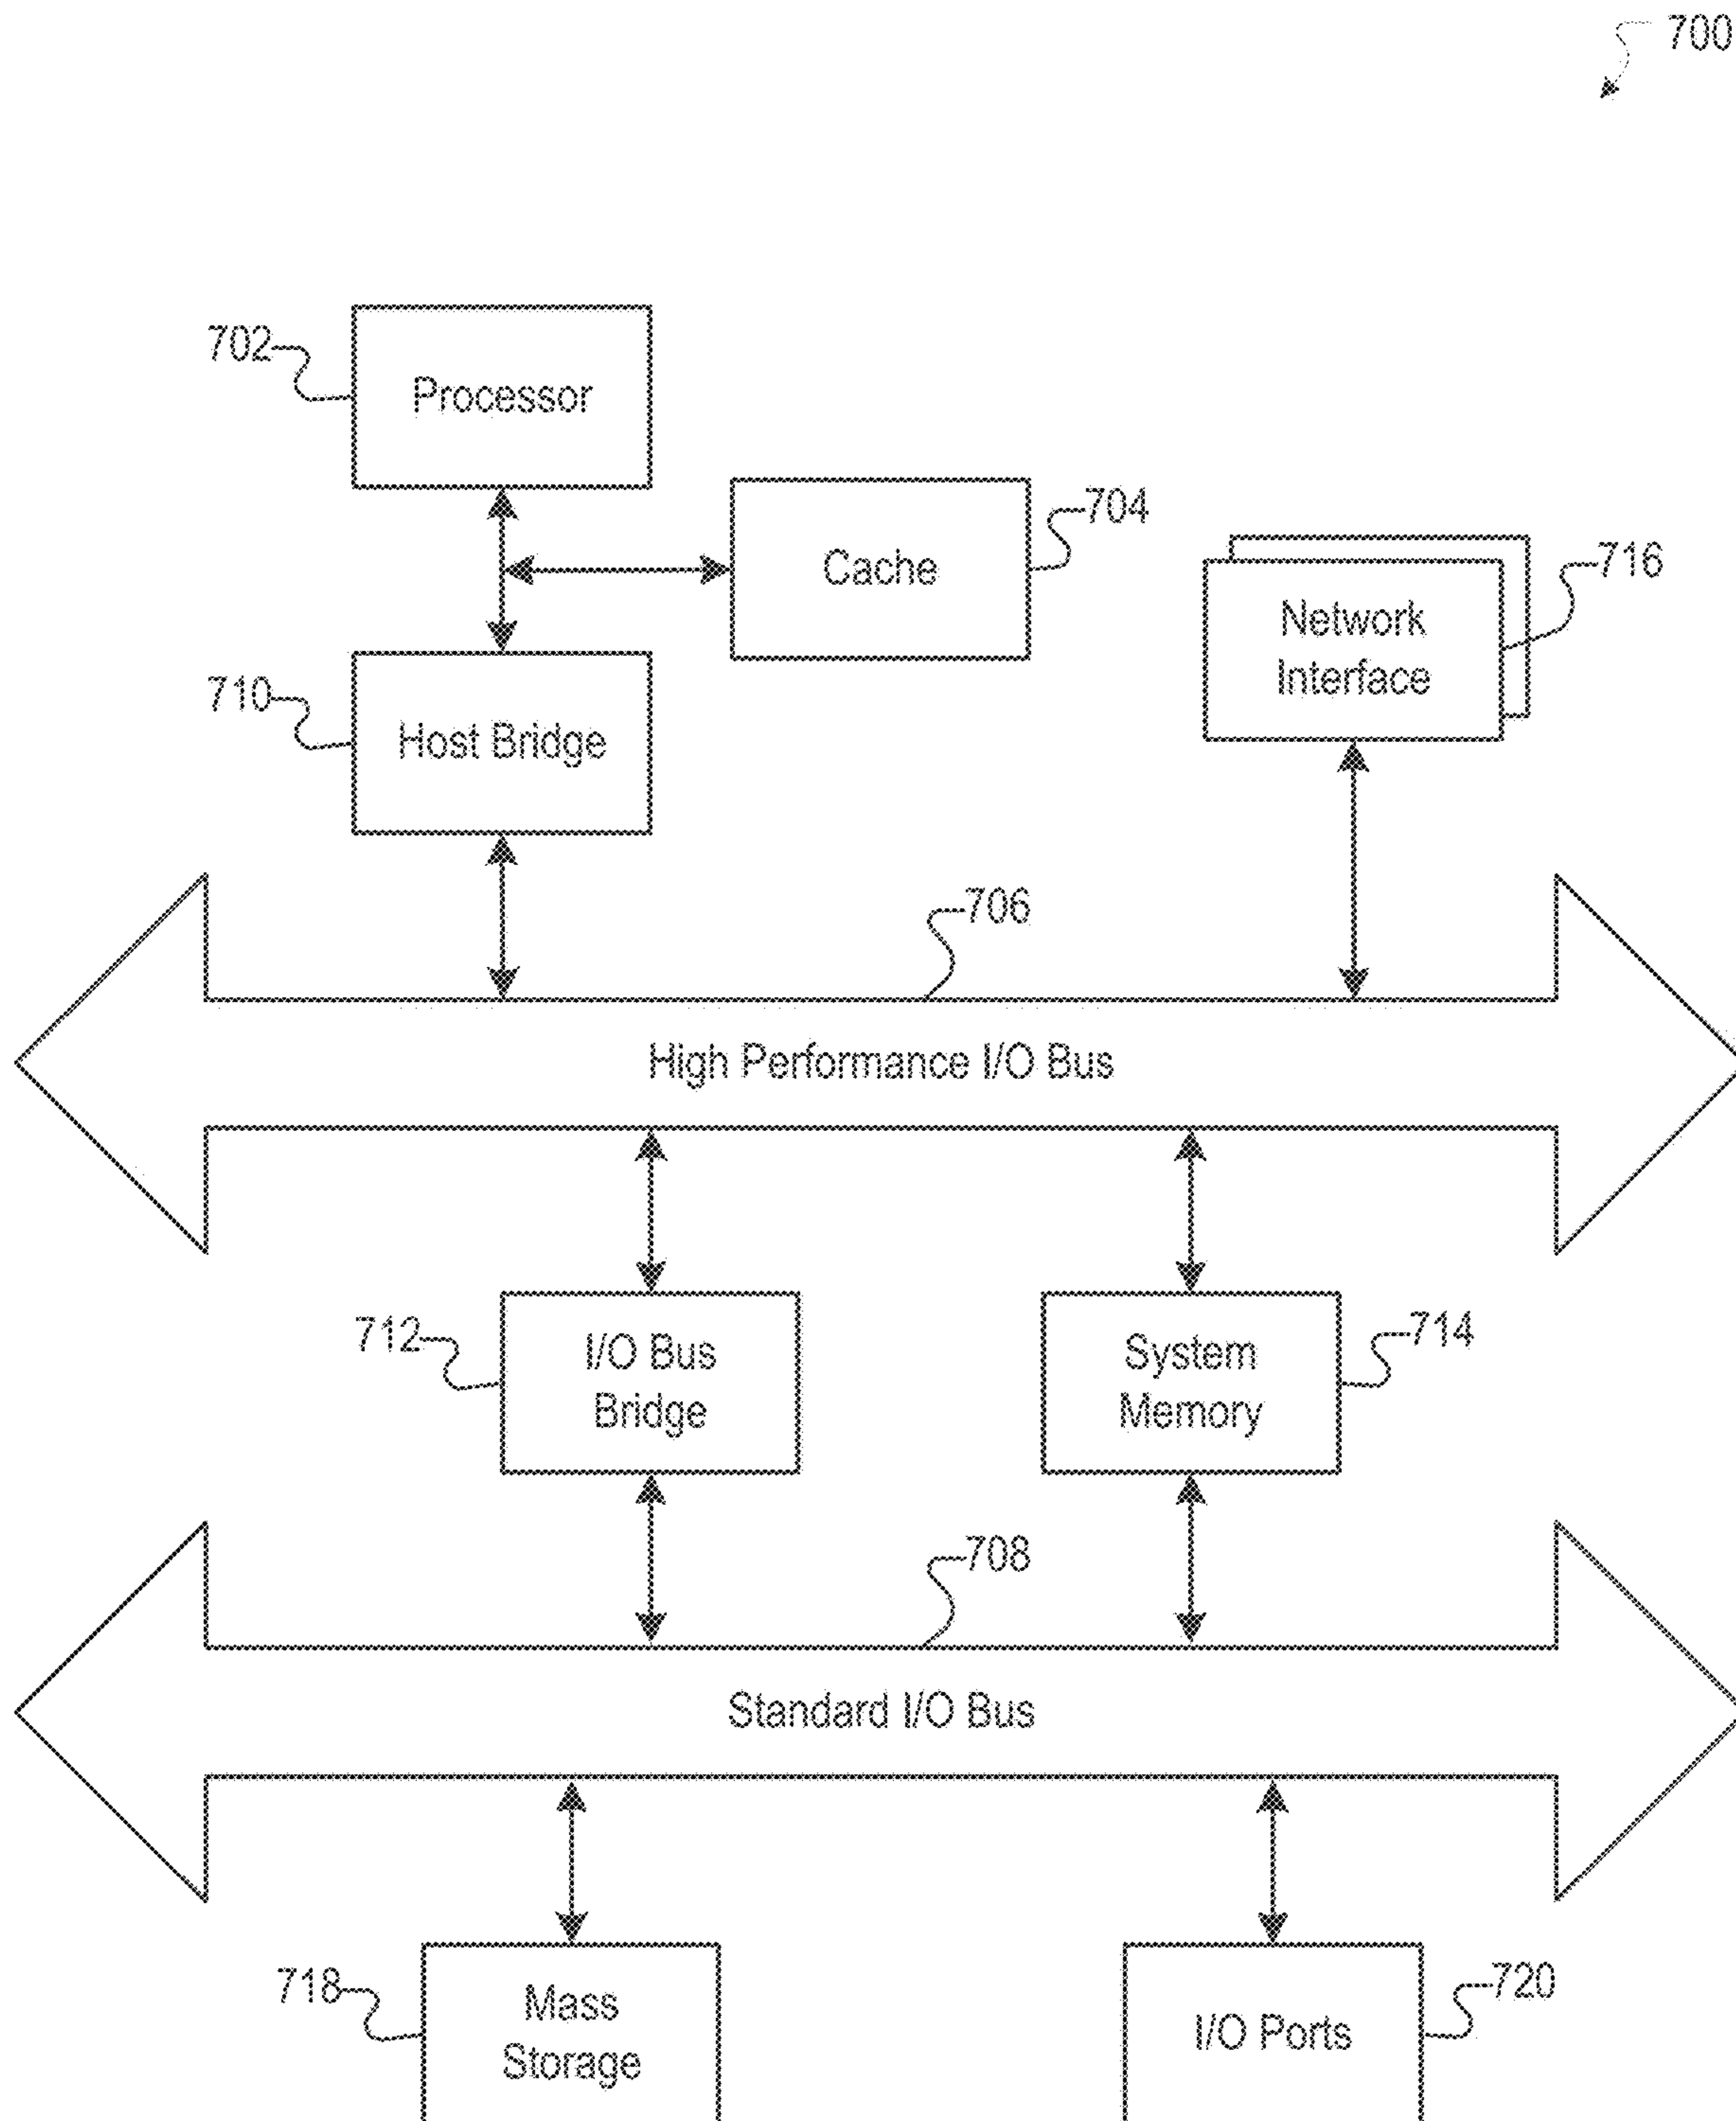 700
702
Processor
Cache
704
Network
Interface
716
710
Host Bridge
706
High Performance I/O Bus
712
I/O Bus
Bridge
System
Memory
714
708
Standard I/O Bus
718
Mass
Storage
I/O Ports
720